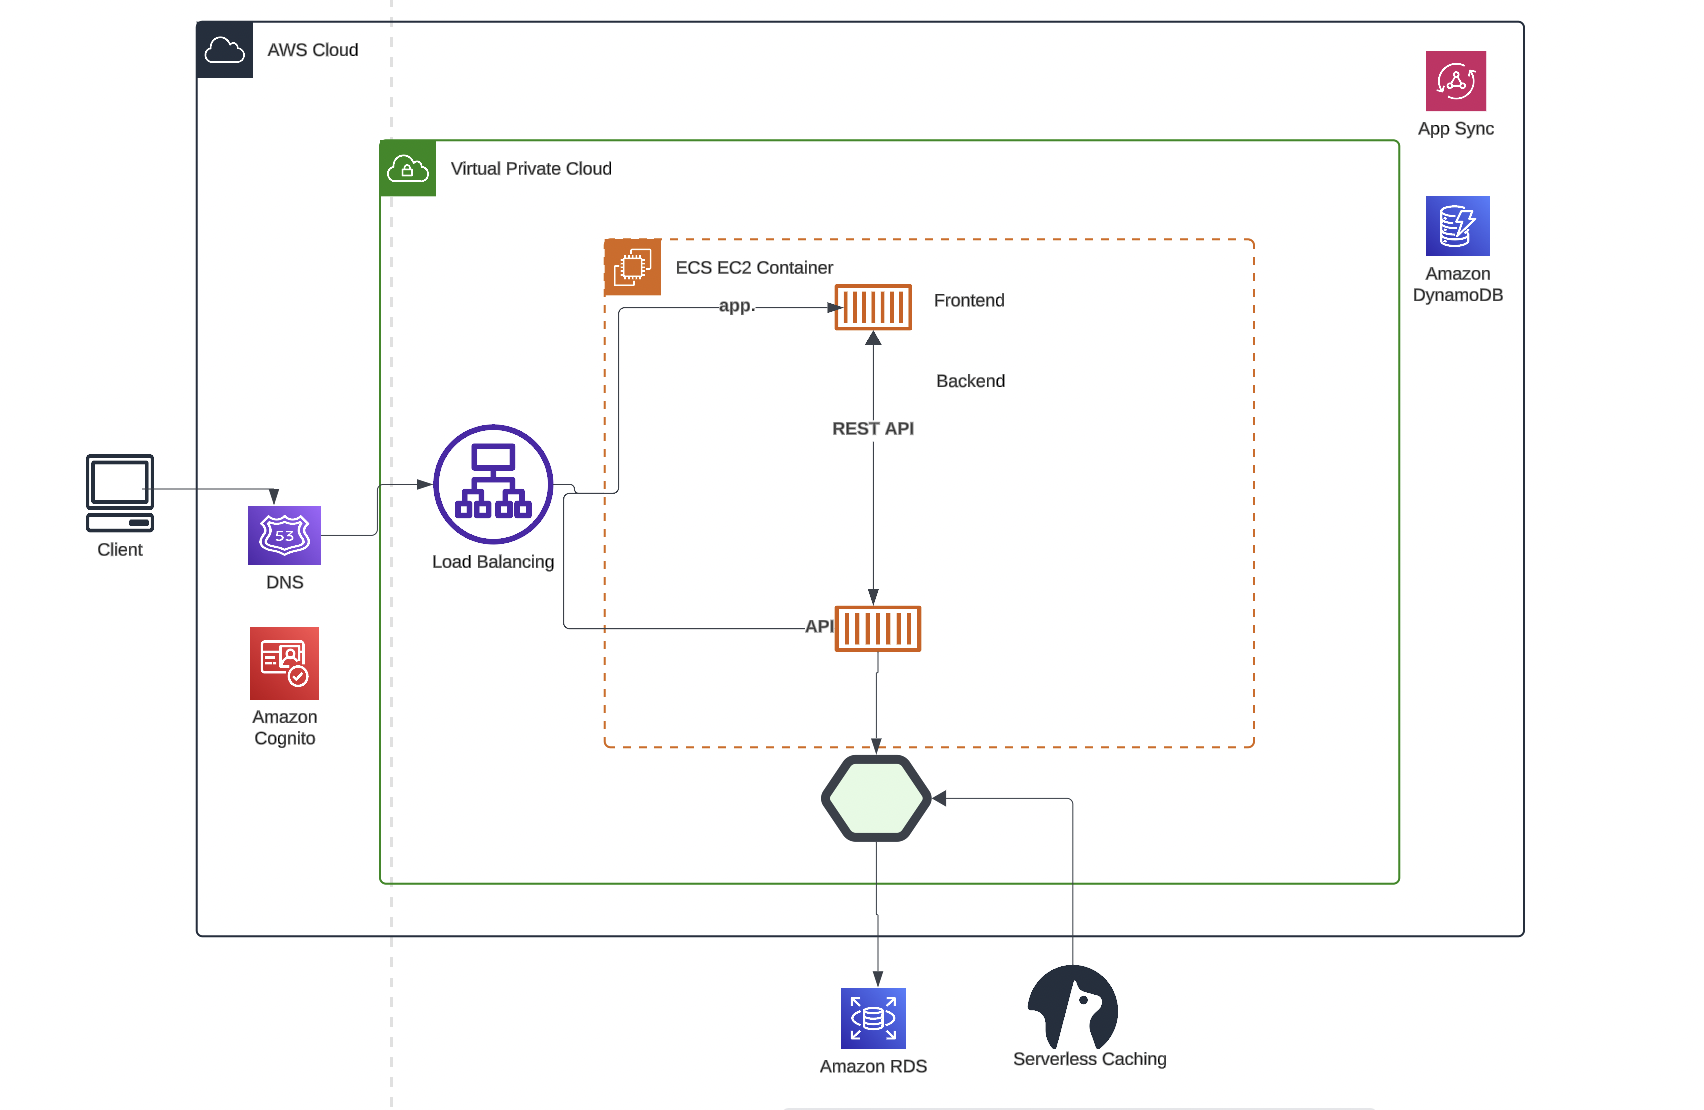 AWS Cloud
App Sync
Virtual Private Cloud
Amazon
DynamoDB
ECS EC2 Container
app.
Frontend
Backend
REST API
Client
53
DNS
Load Balancing
API
Amazon
Cognito
Amazon RDS
Serverless Caching